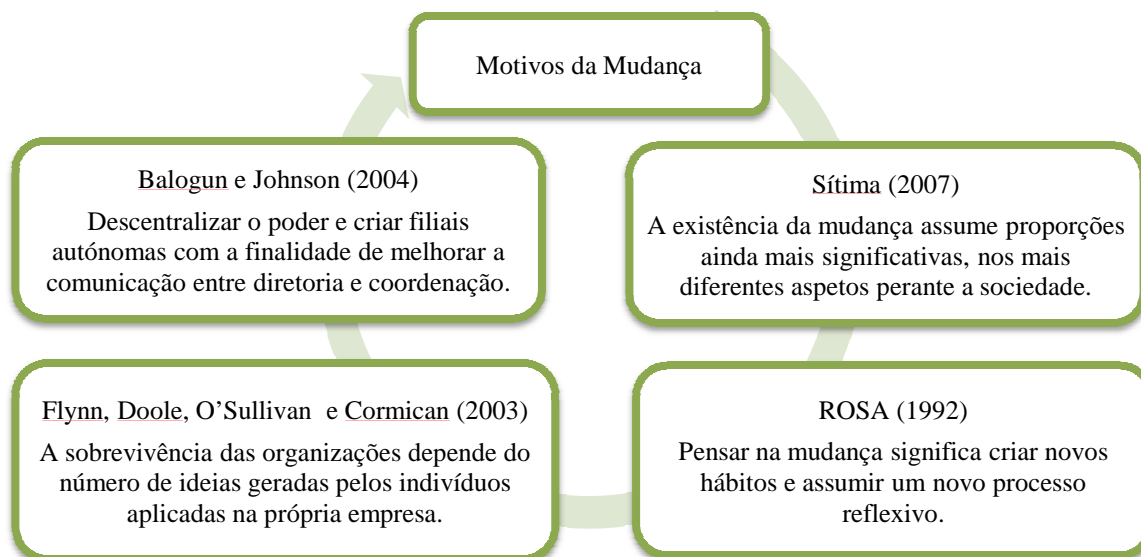 Motivos da Mudança
Balogun e Johnson (2004)
Descentralizar o poder e criar filiais
autónomas com a finalidade de melhorar a
comunicação entre diretoria e coordenação.
Sítima (2007)
A existência da mudança assume proporções
ainda mais significativas, nos mais
diferentes aspetos perante a sociedade.
Flynn, Doole, O’Sullivan e Cormican (2003)
A sobrevivência das organizações depende do
número de ideias geradas pelos indivíduos
aplicadas na própria empresa.
ROSA (1992)
Pensar na mudança significa criar novos
hábitos e assumir um novo processo
reflexivo.